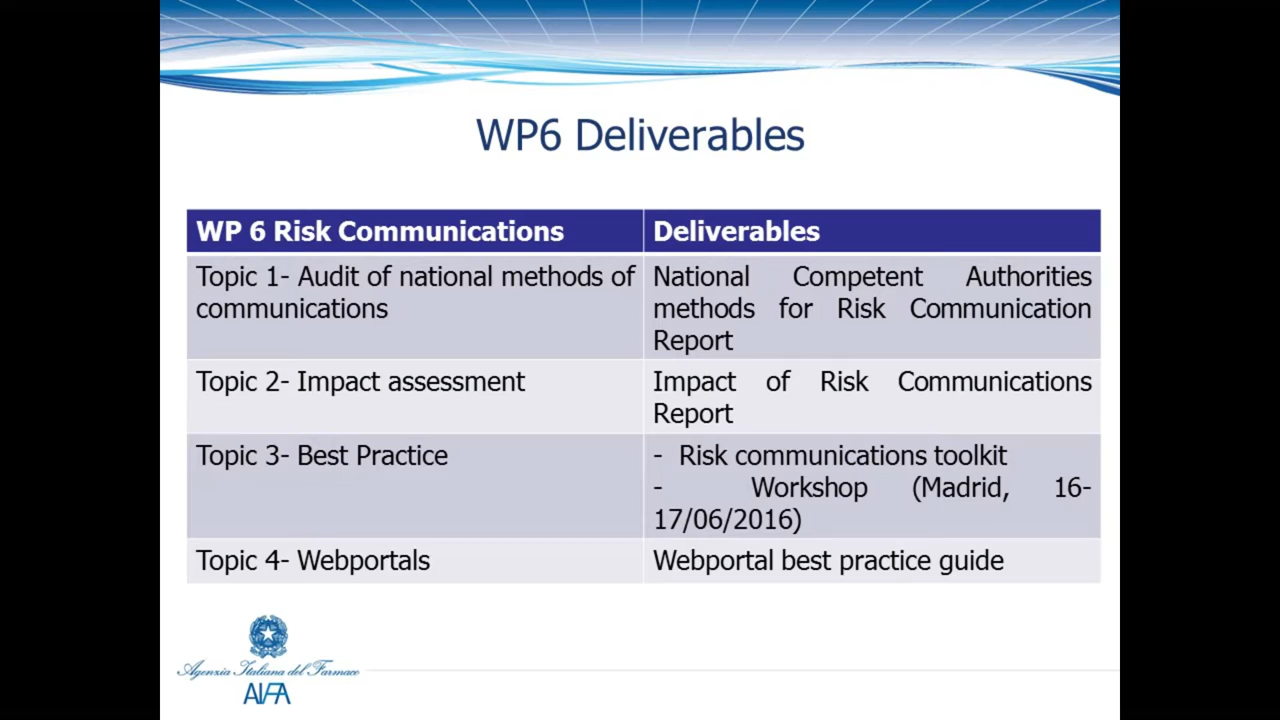 WP6 Deliverables
WP 6 Risk Communications
Deliverables
Topic 1- Audit of national methods of
communications
National Competent Authorities
methods for Risk Communication
Report
Topic 2- Impact assessment
Impact of Risk Communications
Report
Topic 3- Best Practice
- Risk communications toolkit
- Workshop (Madrid, 16-
17/06/2016)
Topic 4- Webportals
Webportal best practice guide
Agenzia Italiana del Farmaco
AIFA